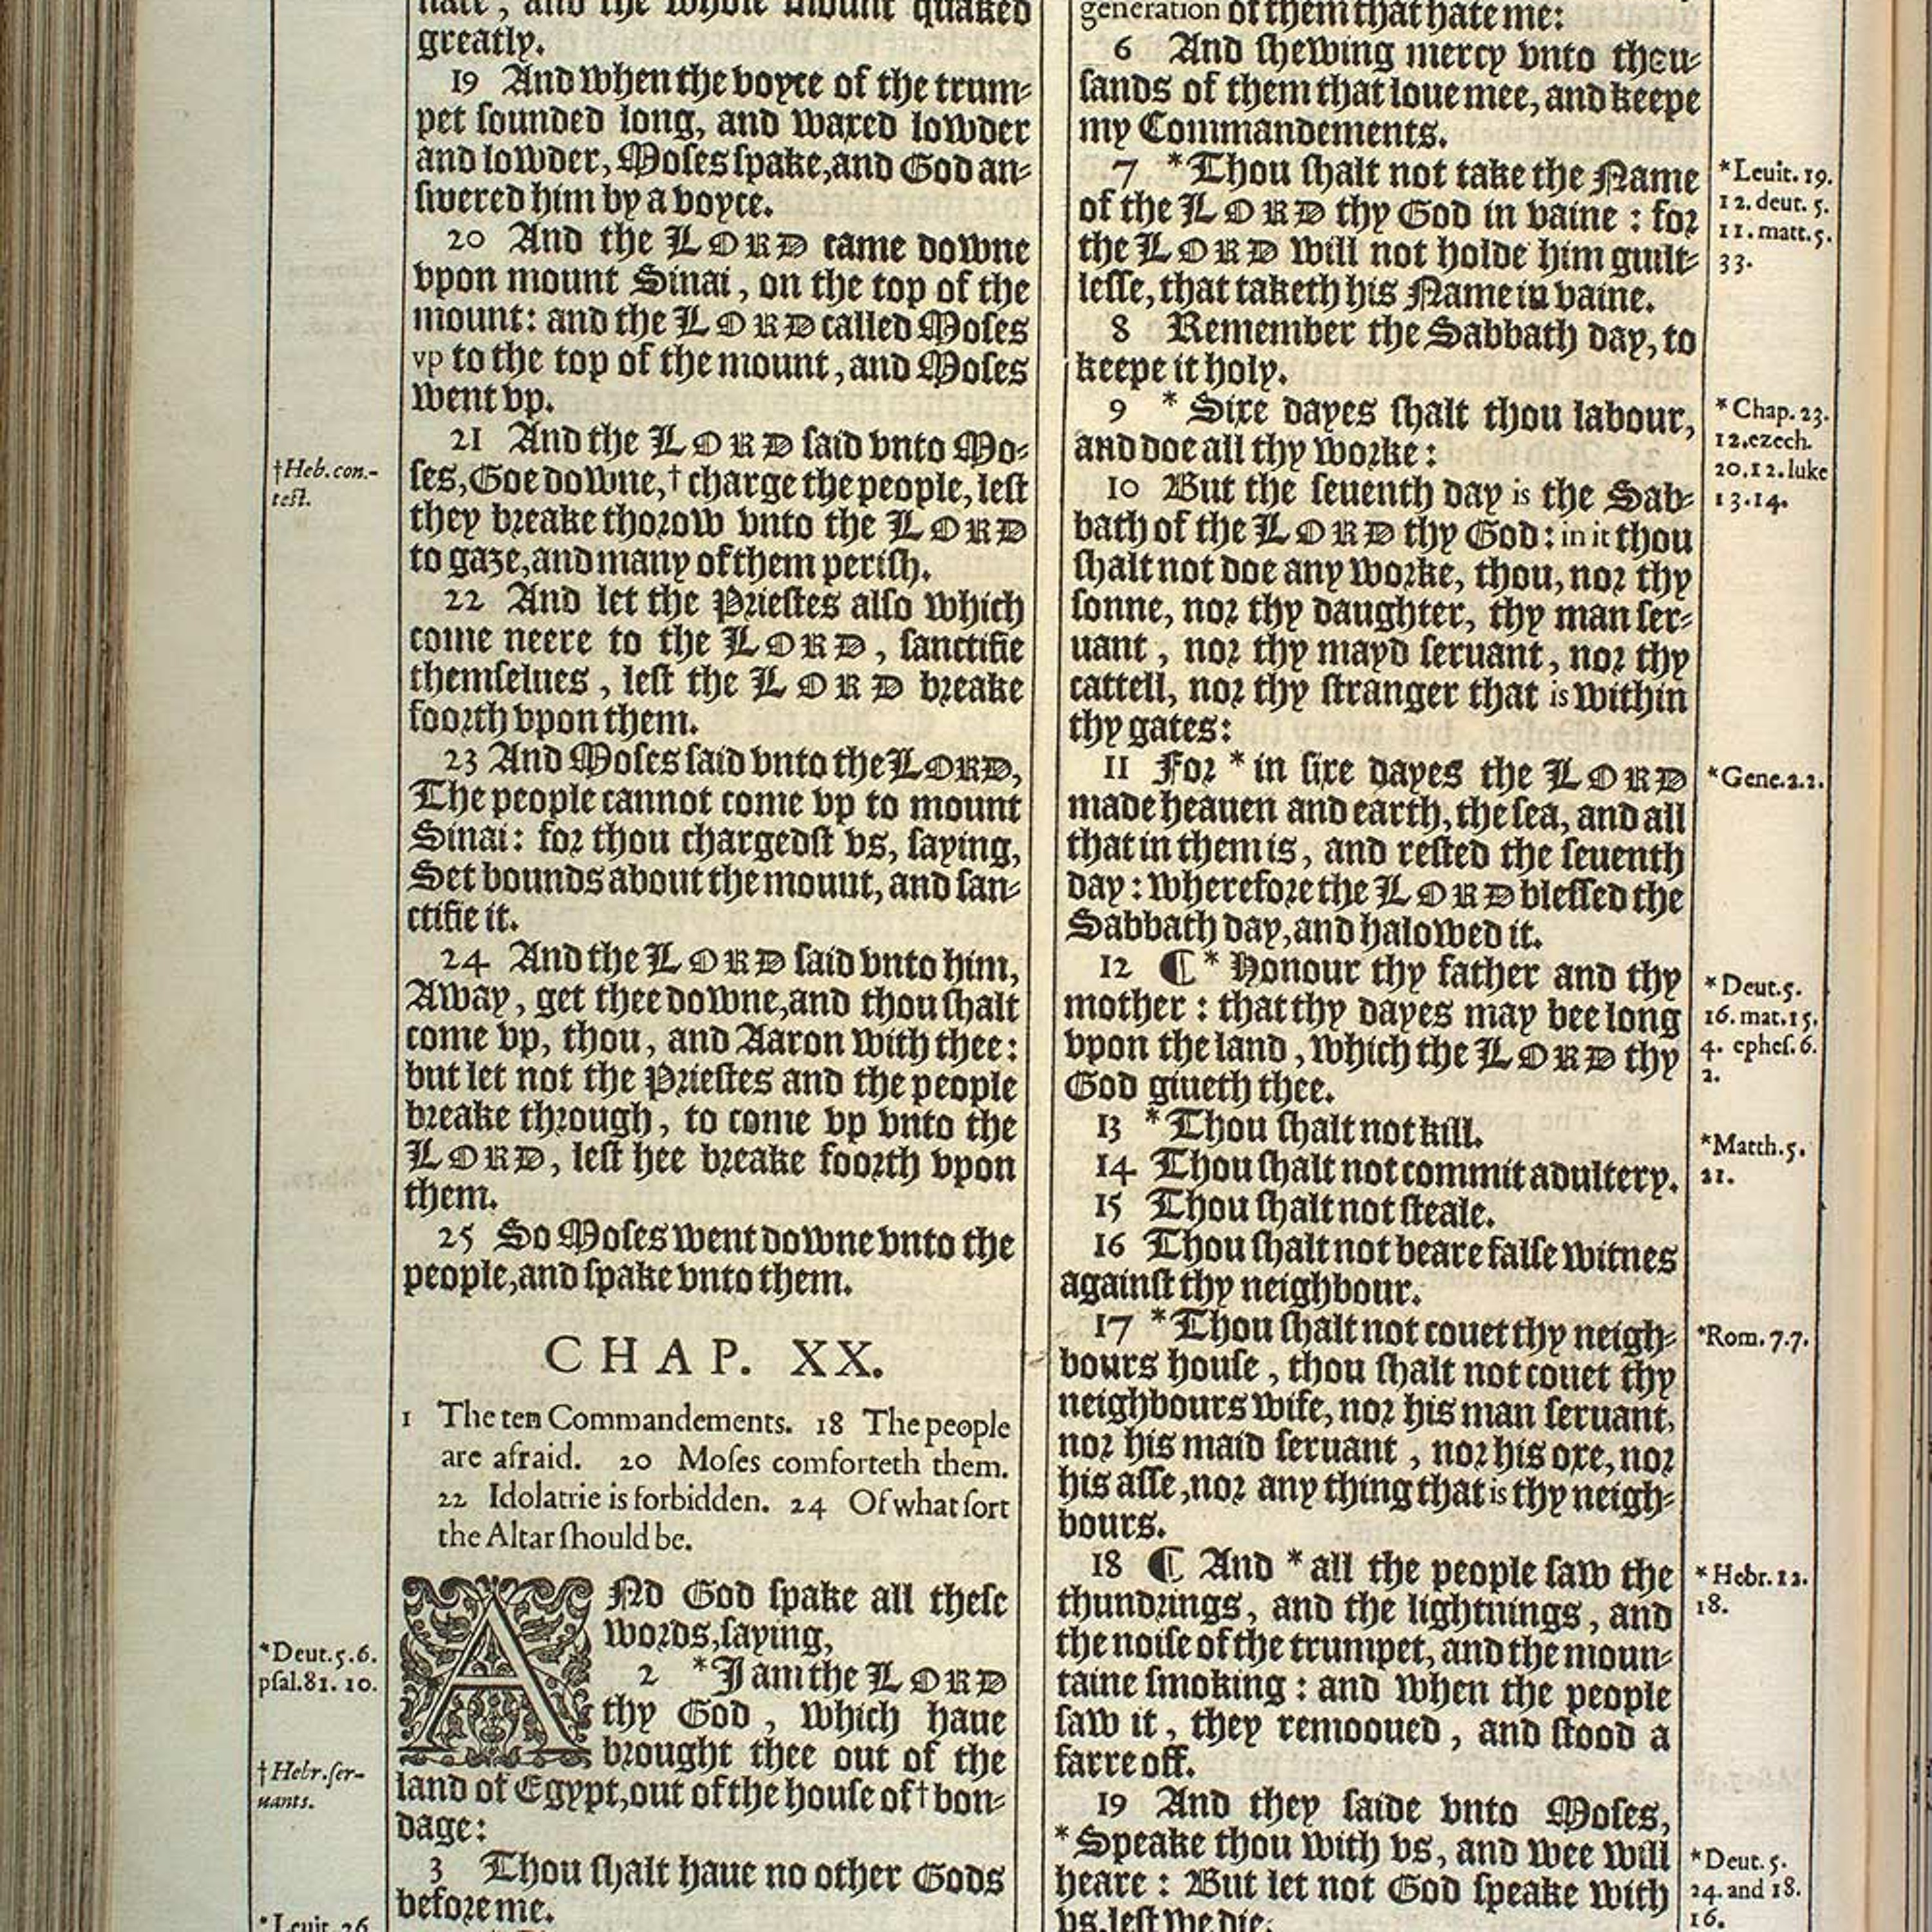 greatly.
19 And when the voyce of the trum-
pet sounded long, and waxed lowder
and lowder, Moses spake, and God an-
swered him by a voyce.
20 And the LORD came downe
vpon mount Sinai, on the top of the
mount: and the LORD called Moses
vp to the top of the mount, and Moses
went vp.
21 And the LORD said vnto Mo-
†Heb. con-
test.
ses, Goe downe, † charge the people, lest
they breake thorow vnto the LORD
to gaze, and many of them perish.
22 And let the Priestes also which
come neere to the LORD, sanctifie
themselues, lest the LORD breake
foorth vpon them.
23 And Moses said vnto the LORD,
The people cannot come vp to mount
Sinai: for thou chargedst vs, saying,
Set bounds about the mount, and san-
ctifie it.
24 And the LORD said vnto him,
Away, get thee downe, and thou shalt
come vp, thou, and Aaron with thee:
but let not the Priestes and the people
breake through, to come vp vnto the
LORD, lest hee breake foorth vpon
them.
25 So Moses went downe vnto the
people, and spake vnto them.
CHAP. XX.
1 The ten Commandements. 18 The people
are afraid. 20 Moses comforteth them.
22 Idolatrie is forbidden. 24 Of what sort
the Altar should be.
ANd God spake all these
words, saying,
*Deut. 5. 6.
psal. 81. 10.
2 *I am the LORD
thy God, which haue
brought thee out of the
†Hebr. ser-
uants.
land of Egypt, out of the house of † bon-
dage:
3 Thou shalt haue no other Gods
before me.
*Leuit. 26
generation of them that hate me:
6 And shewing mercy vnto thou-
sands of them that loue mee, and keepe
my Commandements.
7 *Thou shalt not take the Name
of the LORD thy God in vaine: for
the LORD will not holde him guilt-
lesse, that taketh his Name in vaine.
*Leuit. 19.
12. deut. 5.
11. matt. 5.
33.
8 Remember the Sabbath day, to
keepe it holy.
9 * Sixe dayes shalt thou labour,
and doe all thy worke:
*Chap. 23.
12. ezech.
20. 12. luke
13. 14.
10 But the seuenth day is the Sab-
bath of the LORD thy God: in it thou
shalt not doe any worke, thou, nor thy
sonne, nor thy daughter, thy man ser-
uant, nor thy mayd seruant, nor thy
cattell, nor thy stranger that is within
thy gates:
11 For * in sixe dayes the LORD
*Gene. 2. 2.
made heauen and earth, the sea, and all
that in them is, and rested the seuenth
day: wherefore the LORD blessed the
Sabbath day, and halowed it.
12 ¶ * Honour thy father and thy
mother: that thy dayes may bee long
vpon the land, which the LORD thy
God giueth thee.
*Deut. 5.
16. mat. 15.
4. ephes. 6.
2.
13 *Thou shalt not kill.
*Matth. 5.
21.
14 Thou shalt not commit adultery.
15 Thou shalt not steale.
16 Thou shalt not beare false witnes
against thy neighbour.
17 *Thou shalt not couet thy neigh-
*Rom. 7. 7.
bours house, thou shalt not couet thy
neighbours wife, nor his man seruant,
nor his maid seruant, nor his oxe, nor
his asse, nor any thing that is thy neigh-
bours.
18 ¶ And * all the people saw the
*Hebr. 12.
18.
thundrings, and the lightnings, and
the noise of the trumpet, and the moun-
taine smoking: and when the people
saw it, they remooued, and stood a
farre off.
19 And they saide vnto Moses,
*Speake thou with vs, and wee will
heare: But let not God speake with
vs, lest we die.
*Deut. 5.
24. and 18.
16.